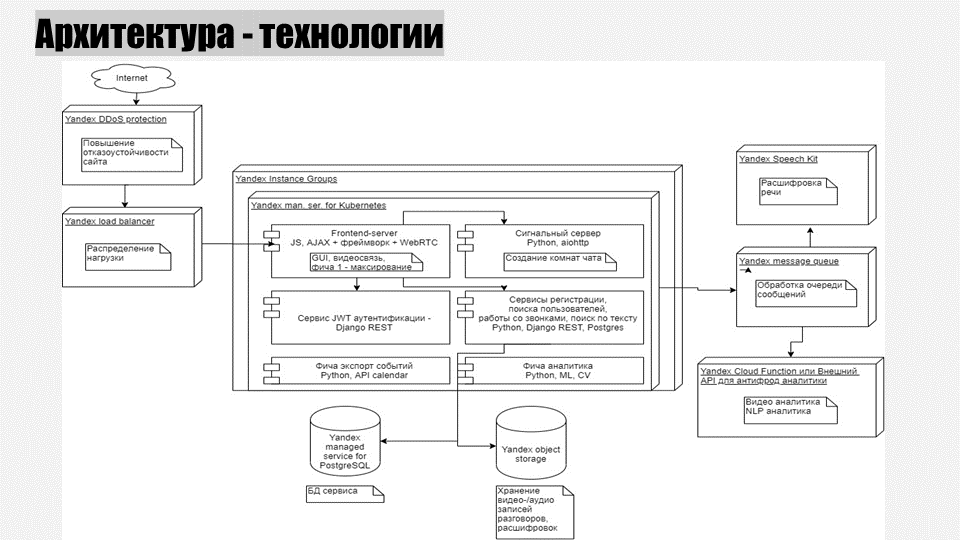 Архитектура - технологии
Internet
Yandex DDoS protection
Повышение
отказоустойчивости
сайта
Yandex load balancer
Распределение
нагрузки
Yandex Instance Groups
Yandex man. ser. for Kubernetes
Frontend-server
JS, AJAX + фреймворк + WebRTC
GUI, видеосвязь,
фича 1 - максирование
Сигнальный сервер
Python, aiohttp
Создание комнат чата
Сервис JWT аутентификации -
Django REST
Сервисы регистрации,
поиска пользователей,
работы со звонками, поиск по тексту
Python, Django REST, Postgres
Фича экспорт событий
Python, API calendar
Фича аналитика
Python, ML, CV
Yandex
managed
service for
PostgreSQL
БД сервиса
Yandex object
storage
Хранение
видео-/аудио
записей
разговоров,
расшифровок
Yandex Speech Kit
Расшифровка
речи
Yandex message queue
Обработка очереди
сообщений
Yandex Cloud Function или Внешний
API для антифрод аналитики
Видео аналитика
NLP аналитика